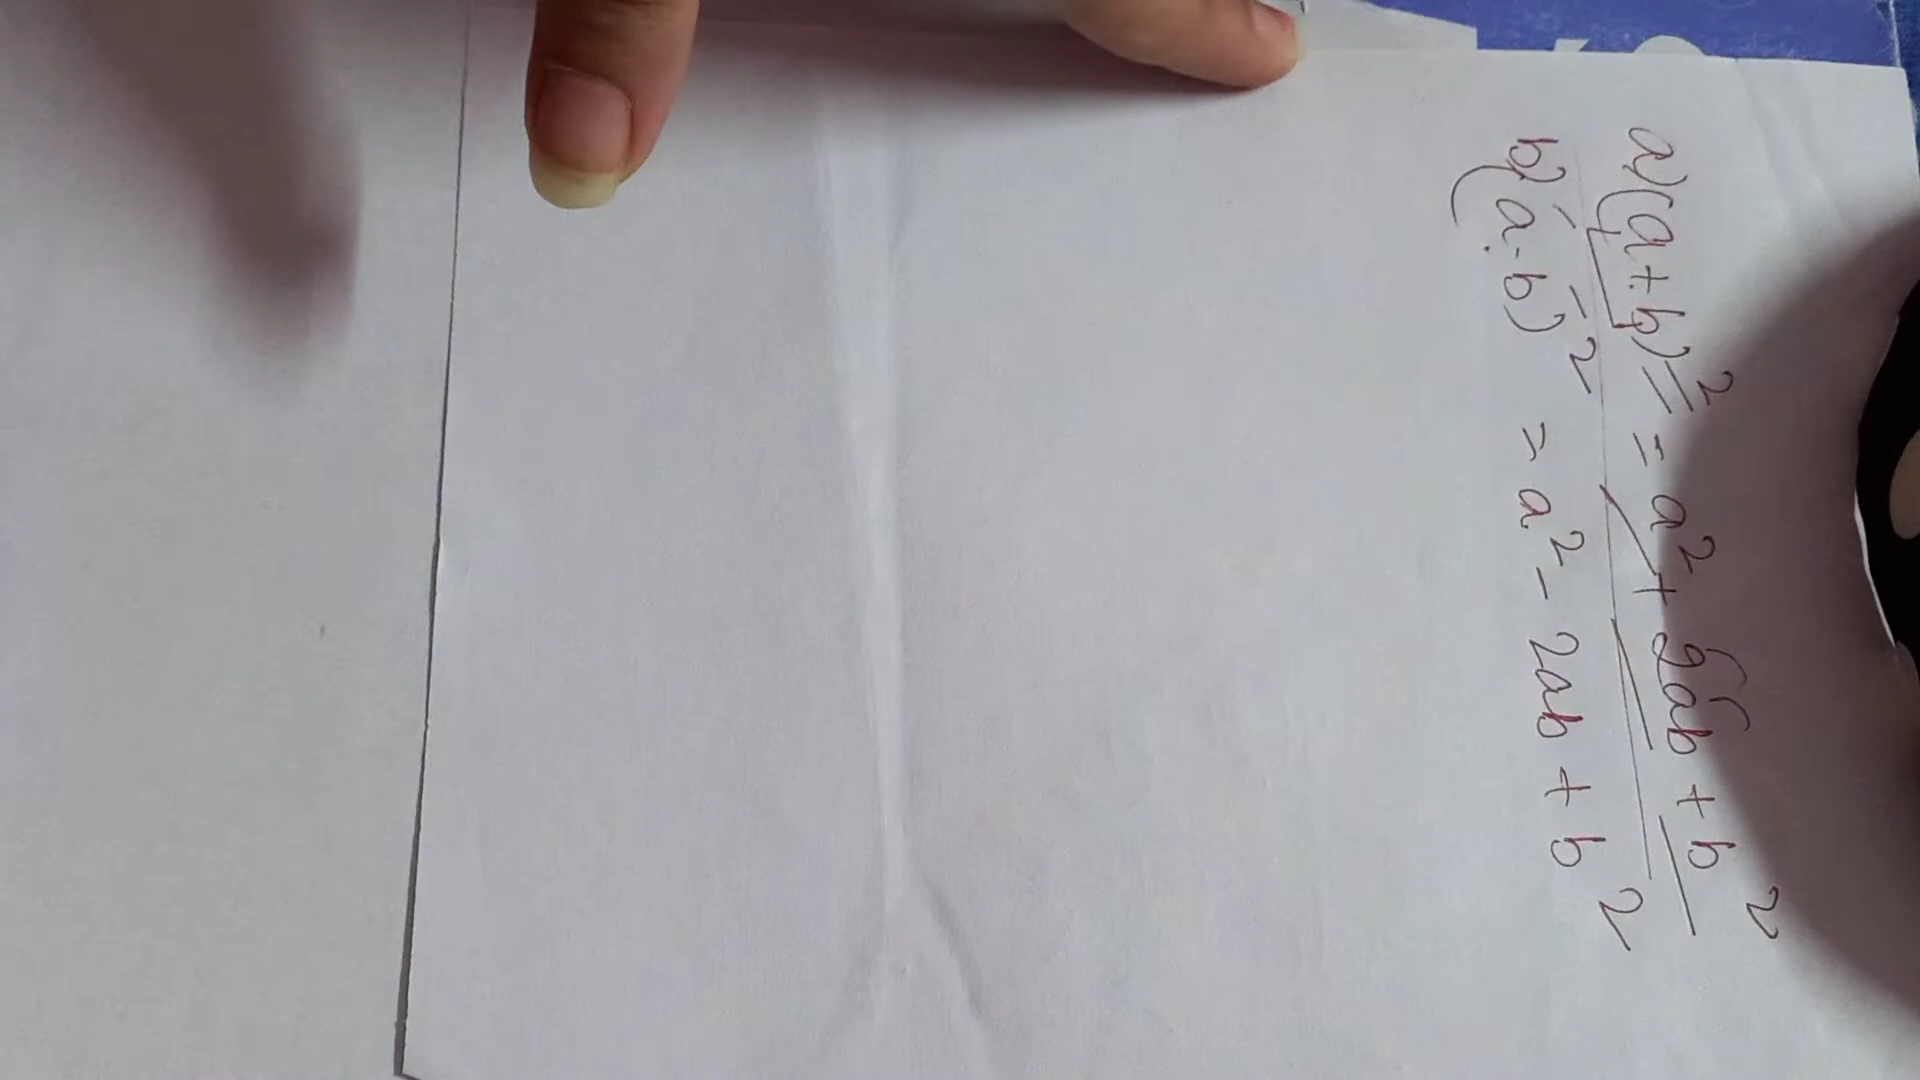 a) (a+b)² = a² + 2ab + b²
b) (a-b)² = a² - 2ab + b²